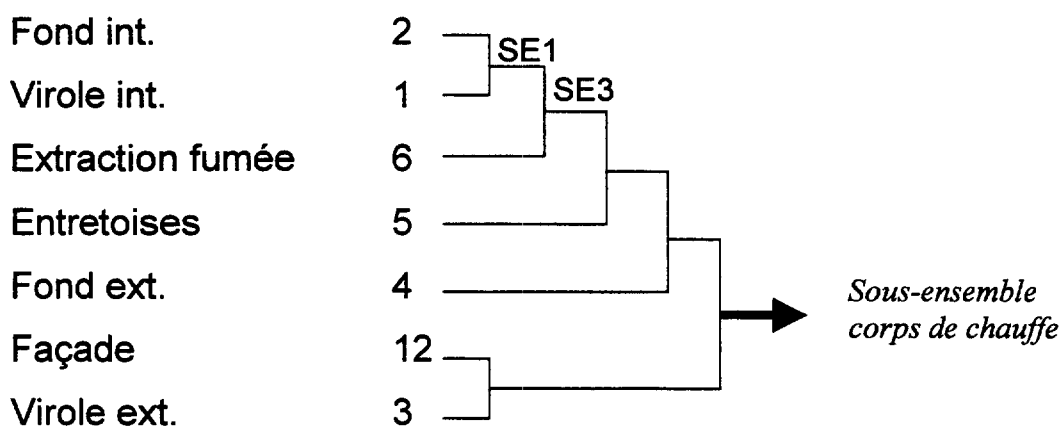 Fond int. 2
SE1
Virole int. 1
SE3
Extraction fumée 6
Entretoises 5
Fond ext. 4
Sous-ensemble
corps de chauffe
Façade 12
Virole ext. 3